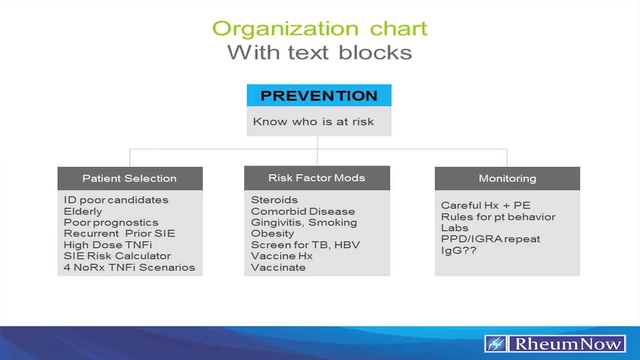 Organization chart
With text blocks
PREVENTION
Know who is at risk
Patient Selection
ID poor candidates
Elderly
Poor prognostics
Recurrent Prior SIE
High Dose TNFi
SIE Risk Calculator
4 NoRx TNFi Scenarios
Risk Factor Mods
Steroids
Comorbid Disease
Gingivitis, Smoking
Obesity
Screen for TB, HBV
Vaccine Hx
Vaccinate
Monitoring
Careful Hx + PE
Rules for pt behavior
Labs
PPD/IGRA repeat
IgG??
RheumNow